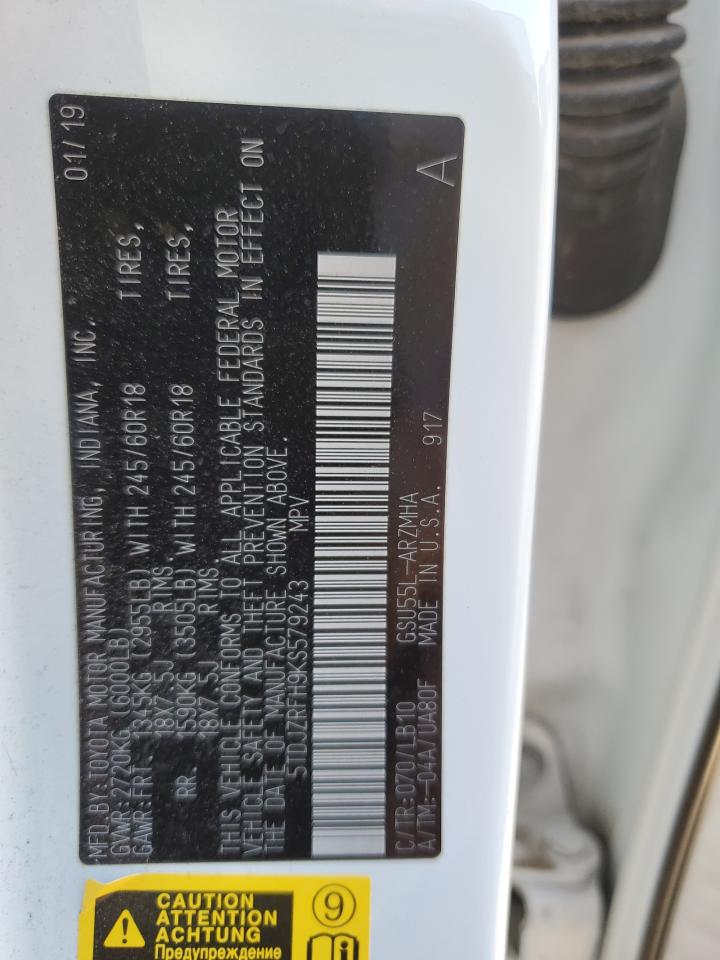 MFD.BY:TOYOTA MOTOR MANUFACTURING, INDIANA, INC. 01/19
GVWR:2720KG (6000LB)
GAWR:FRT. 1345KG (2955LB) WITH 245/60R18 TIRES,
18X7.5J RIMS
RR. 1590KG (3505LB) WITH 245/60R18 TIRES,
18X7.5J RIMS
THIS VEHICLE CONFORMS TO ALL APPLICABLE FEDERAL MOTOR
VEHICLE SAFETY AND THEFT PREVENTION STANDARDS IN EFFECT ON
THE DATE OF MANUFACTURE SHOWN ABOVE.
5TDJZRFH9KS579243 MPV
C/TR:070/LB10 GSU55L-ARZMHA
A/TM:-04A/UA80F MADE IN U.S.A. 917 A
CAUTION
ATTENTION
ACHTUNG
Предупреждение
9